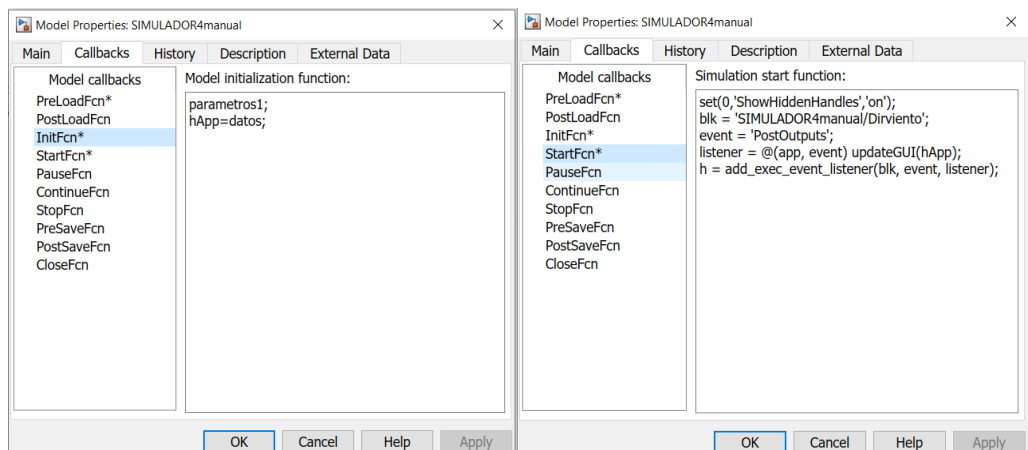 Model Properties: SIMULADOR4manual
Main Callbacks History Description External Data
Model callbacks
PreLoadFcn*
PostLoadFcn
InitFcn*
StartFcn*
PauseFcn
ContinueFcn
StopFcn
PreSaveFcn
PostSaveFcn
CloseFcn
Model initialization function:
parametros1;
hApp=datos;
OK Cancel Help Apply
Model Properties: SIMULADOR4manual
Main Callbacks History Description External Data
Model callbacks
PreLoadFcn*
PostLoadFcn
InitFcn*
StartFcn*
PauseFcn
ContinueFcn
StopFcn
PreSaveFcn
PostSaveFcn
CloseFcn
Simulation start function:
set(0,'ShowHiddenHandles','on');
blk = 'SIMULADOR4manual/Dirviento';
event = 'PostOutputs';
listener = @(app, event) updateGUI(hApp);
h = add_exec_event_listener(blk, event, listener);
OK Cancel Help Apply